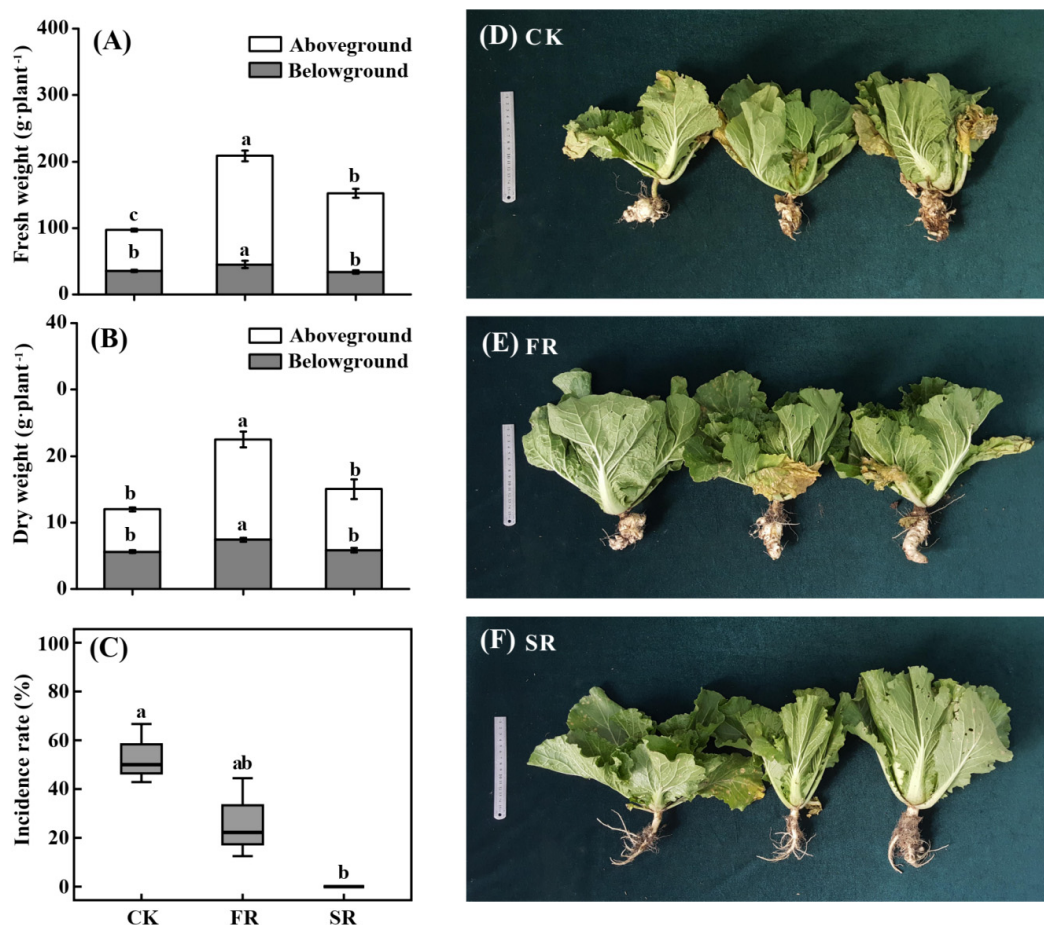 (A)
Aboveground
Belowground
Fresh weight (g·plant⁻¹)
400
300
200
100
0
c
b
a
a
b
b
(B)
Aboveground
Belowground
Dry weight (g·plant⁻¹)
40
0
20
10
0
b
b
a
a
b
b
(C)
Incidence rate (%)
100
80
60
40
20
0
a
ab
b
CK
FR
SR
(D) CK
(E) FR
(F) SR